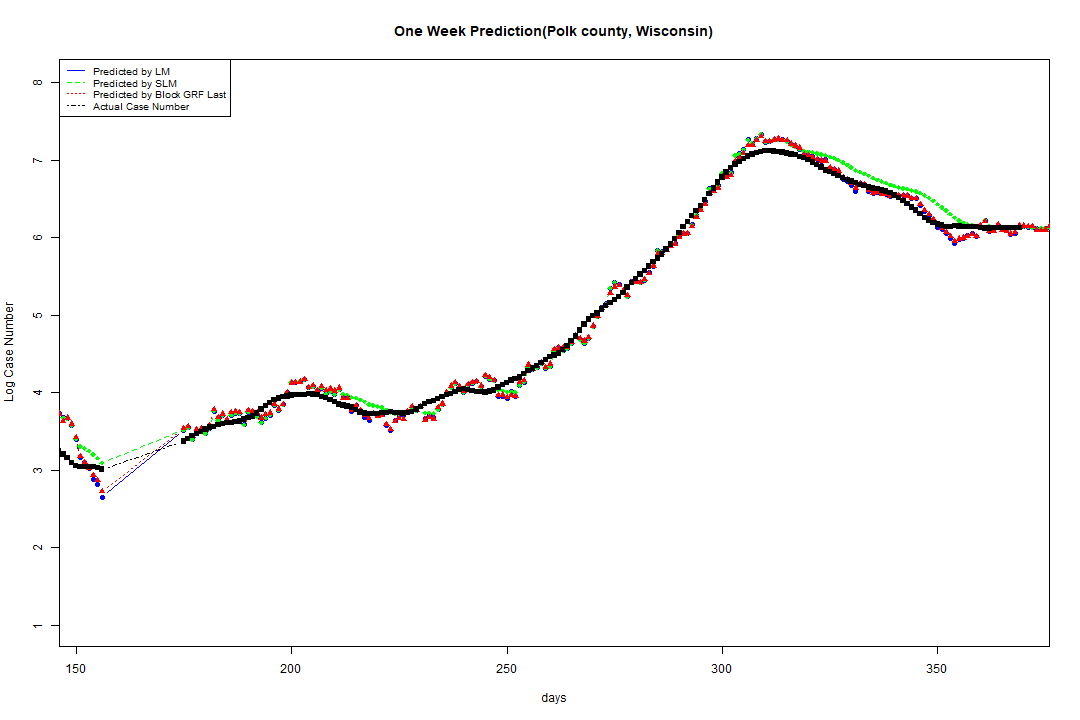 One Week Prediction(Polk county, Wisconsin)
Predicted by LM
Predicted by SLM
Predicted by Block GRF Last
Actual Case Number
8
7
6
5
4
3
2
1
Log Case Number
150 200 250 300 350
days